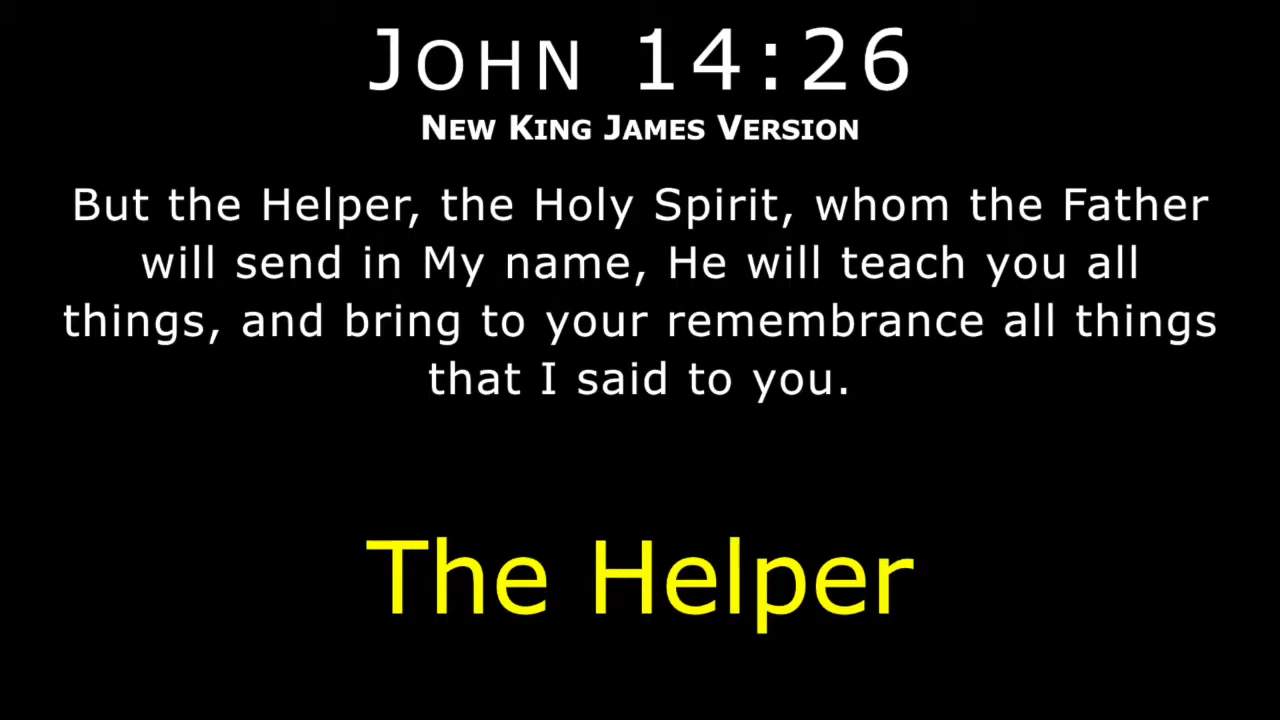 John 14:26
New King James Version
But the Helper, the Holy Spirit, whom the Father
will send in My name, He will teach you all
things, and bring to your remembrance all things
that I said to you.
The Helper